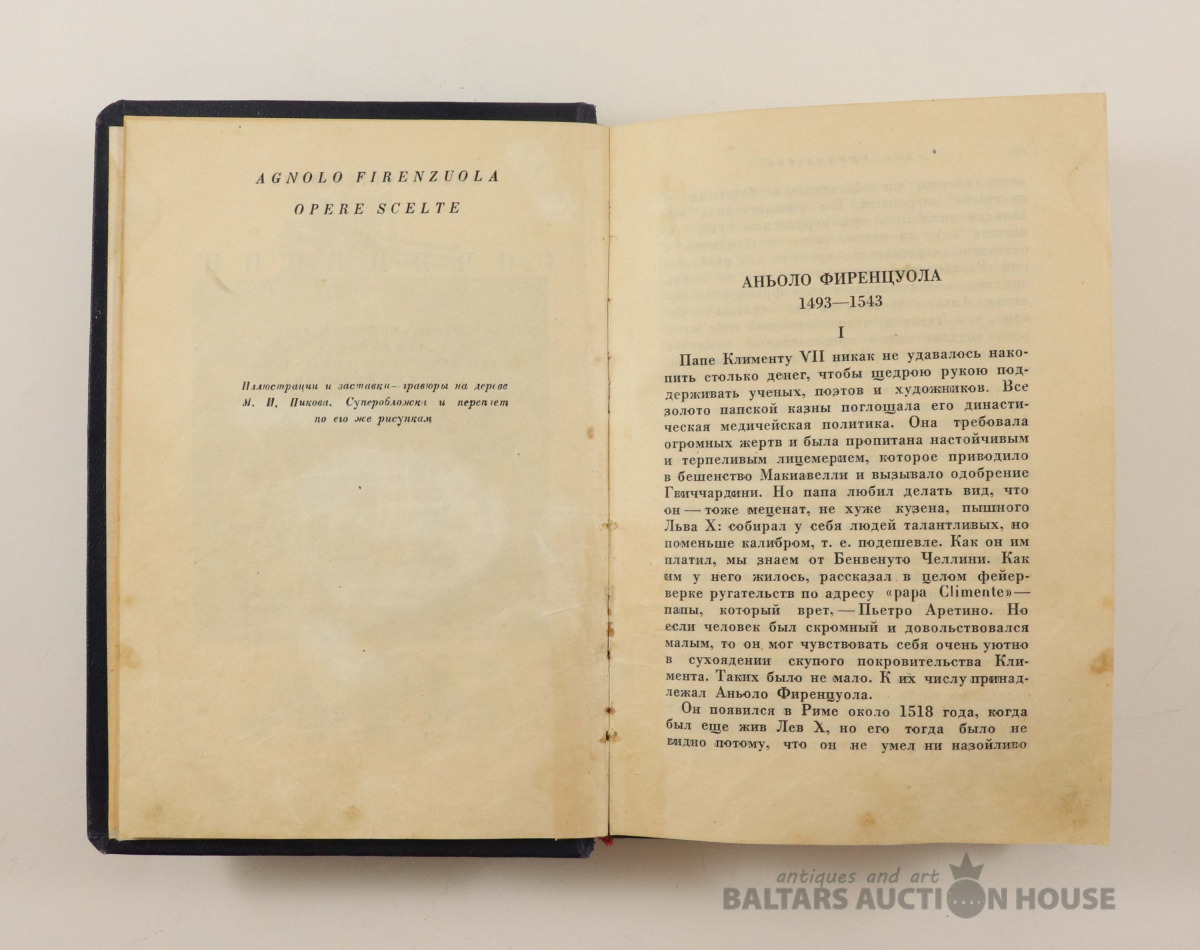 AGNOLO FIRENZUOLA
OPERE SCELTE
Иллюстрации и заставки—гравюры на дереве
М. И. Пикова. Суперобложка и переплет
по его же рисункам
АНЬОЛО ФИРЕНЦУОЛА
1493—1543
I
Папе Клименту VII никак не удавалось нако-
пить столько денег, чтобы щедрою рукою под-
держивать ученых, поэтов и художников. Все
золото папской казны поглощала его династи-
ческая медичейская политика. Она требовала
огромных жертв и была пропитана настойчивым
и терпеливым лицемерием, которое приводило
в бешенство Макиавелли и вызывало одобрение
Гвиччардини. Но папа любил делать вид, что
он — тоже меценат, не хуже кузена, пышного
Льва X: собирал у себя людей талантливых, но
поменьше калибром, т. е. подешевле. Как он им
платил, мы знаем от Бенвенуто Челлини. Как
им у него жилось, рассказал в целом фейер-
верке ругательств по адресу «papa Climente» —
папы, который врет, — Пьетро Аретино. Но
если человек был скромный и довольствовался
малым, то он мог чувствовать себя очень уютно
в сухоядении скупого покровительства Кли-
мента. Таких было не мало. К их числу принад-
лежал Аньоло Фиренцуола.
Он появился в Риме около 1518 года, когда
был еще жив Лев X, но его тогда было не
видно потому, что он не умел ни назойливо
antiques and art
BALTARS AUCTION HOUSE